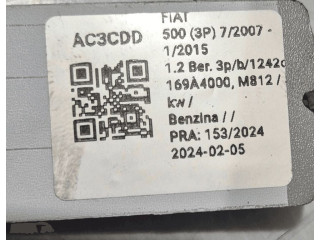 FIAT
AC3CDD
500 (3P) 7/2007 -
1/2015
1.2 Ber. 3p/b/1242c
169A4000, M812 /
kw /
Benzina / /
PRA: 153/2024
2024-02-05